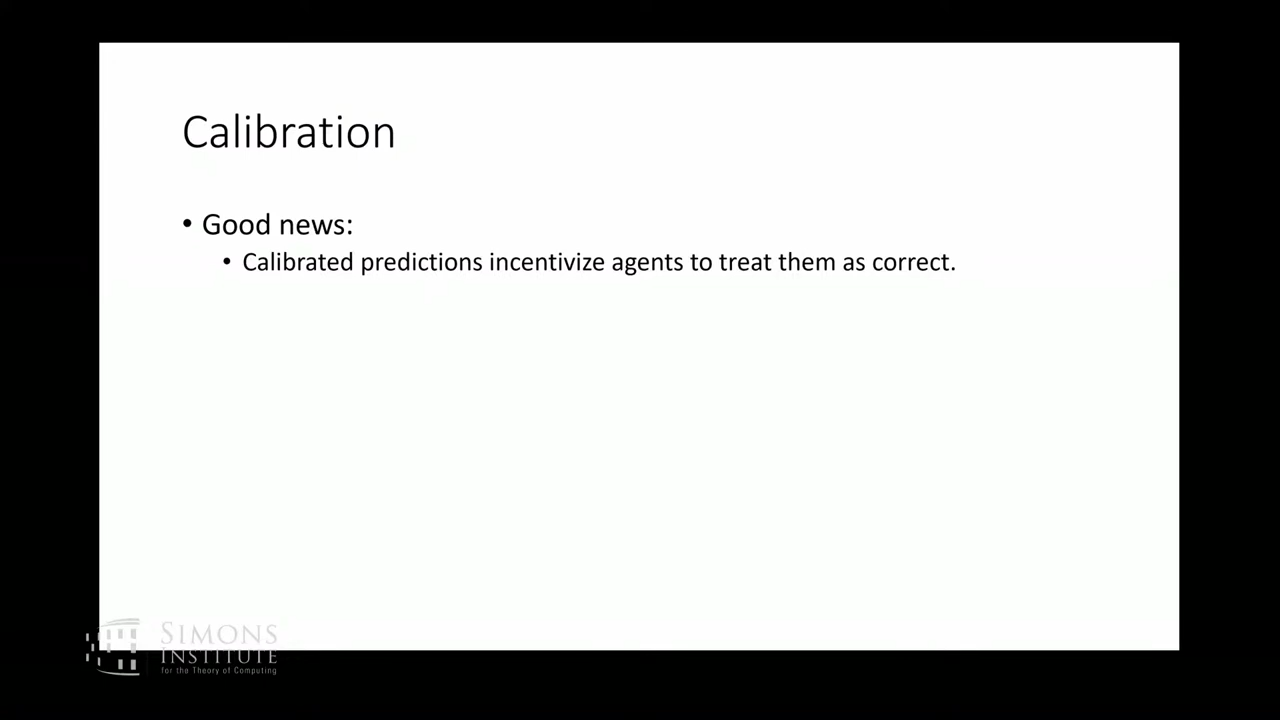 Calibration
• Good news:
• Calibrated predictions incentivize agents to treat them as correct.
SIMONS
INSTITUTE
for the Theory of Computing